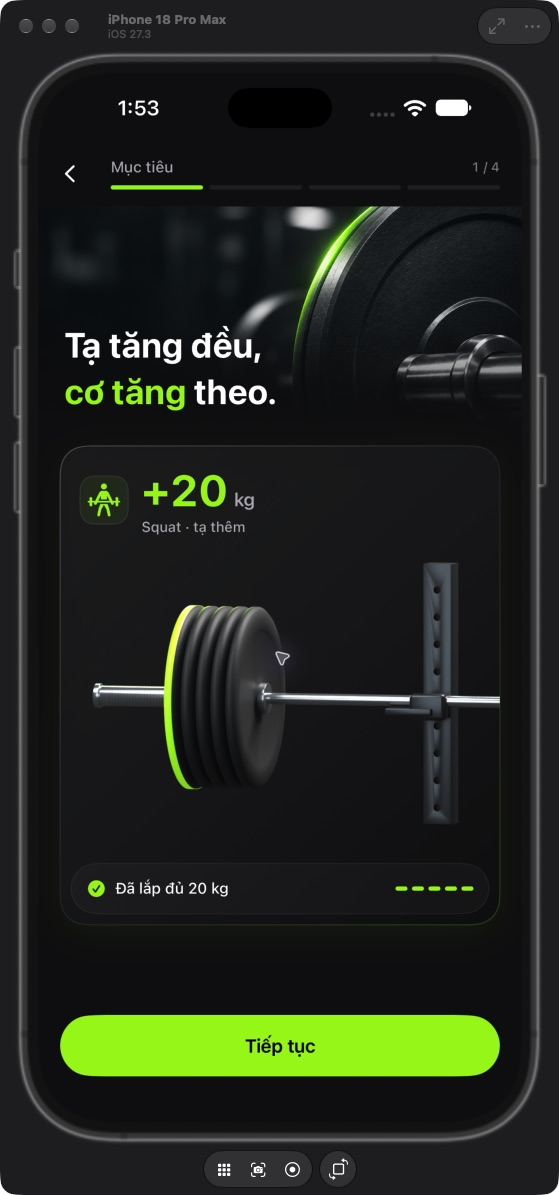 iPhone 18 Pro Max
iOS 27.3
1:53
Mục tiêu
1 / 4
Tạ tăng đều,
cơ tăng theo.
+20 kg
Squat · tạ thêm
Đã lắp đủ 20 kg
Tiếp tục